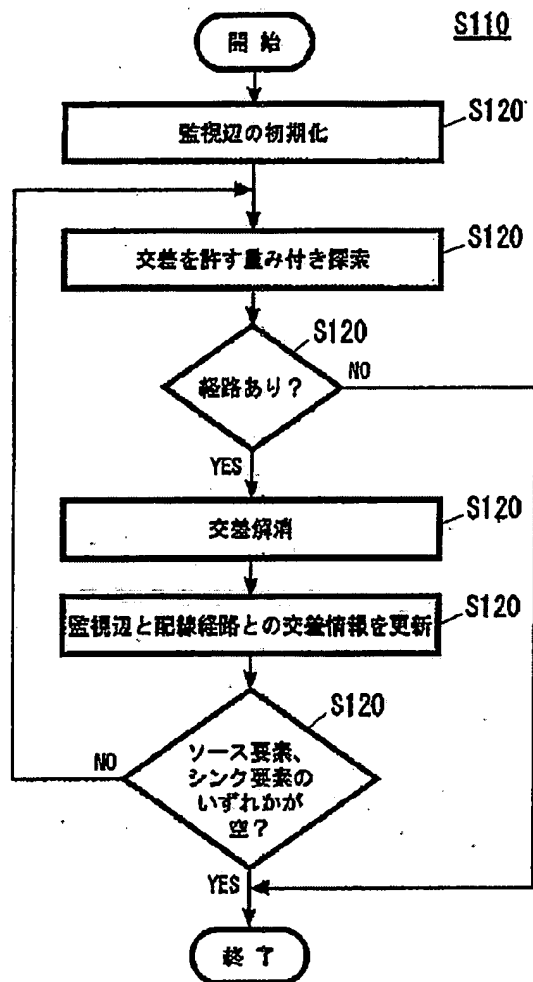 S110
開始
S120
監視辺の初期化
S120
交差を許す重み付き探索
S120
経路あり?
NO
YES
S120
交差解消
S120
監視辺と配線経路との交差情報を更新
S120
ソース要素、
シンク要素の
いずれかが
空?
NO
YES
終了